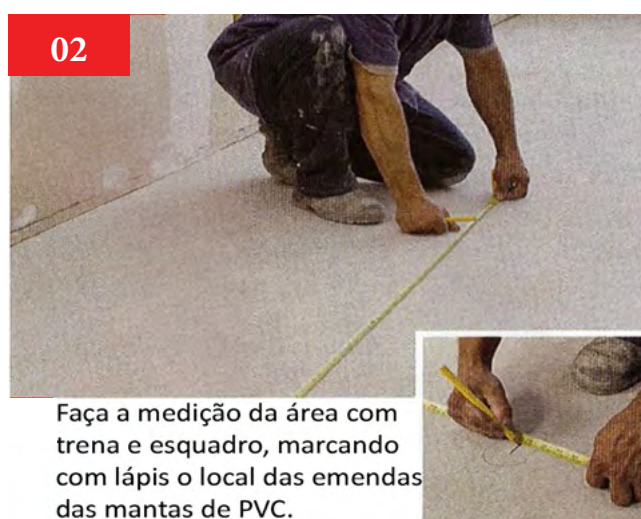 02
Faça a medição da área com
trena e esquadro, marcando
com lápis o local das emendas
das mantas de PVC.